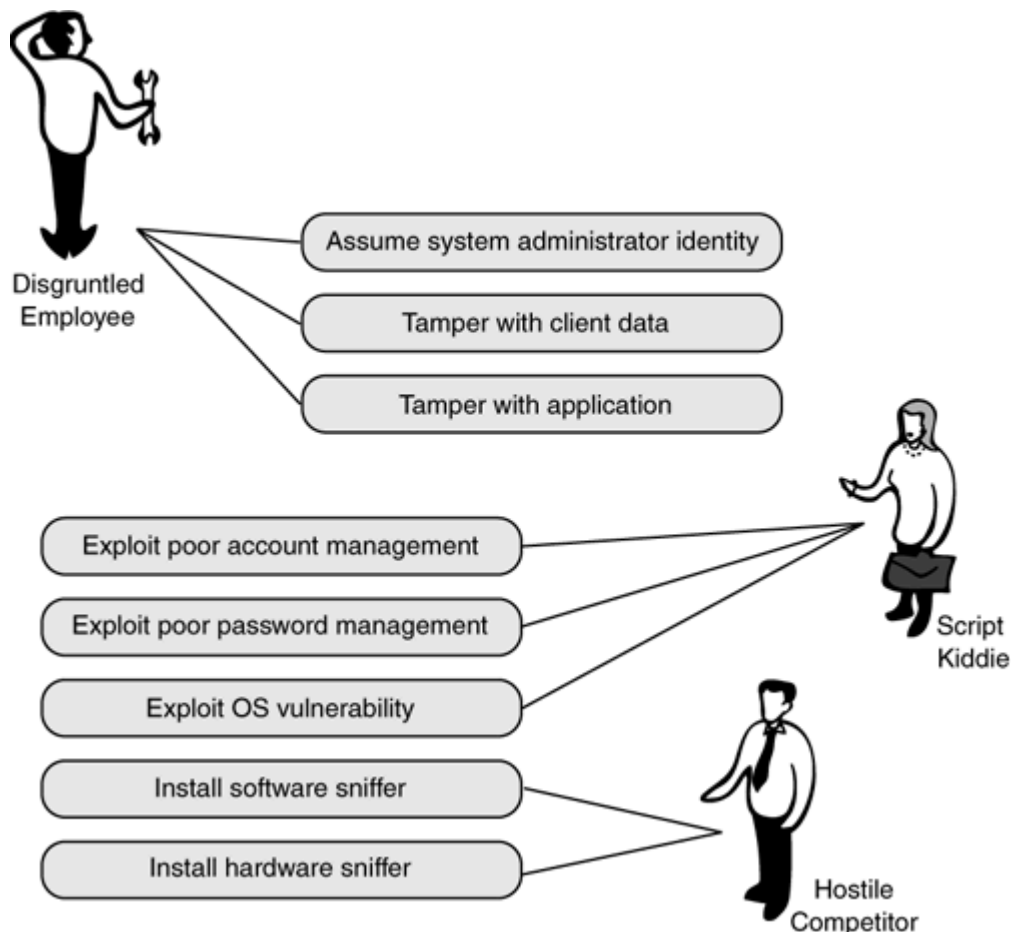 Assume system administrator identity
Disgruntled
Employee
Tamper with client data
Tamper with application
Exploit poor account management
Exploit poor password management
Script
Kiddie
Exploit OS vulnerability
Install software sniffer
Install hardware sniffer
Hostile
Competitor